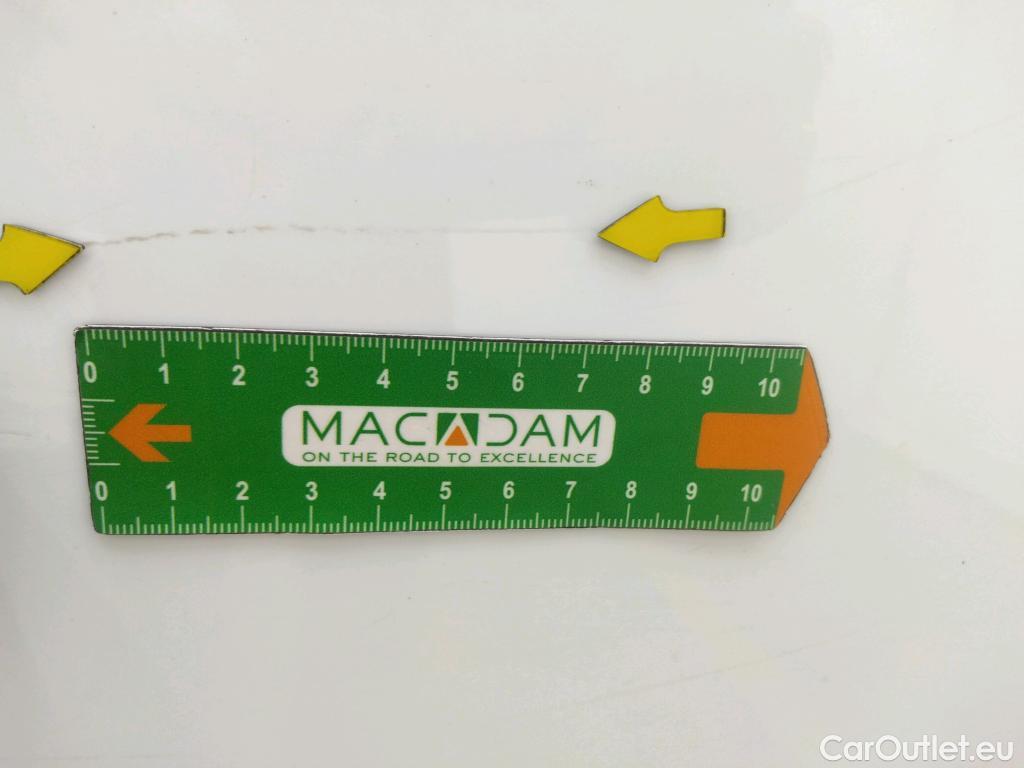 0 1 2 3 4 5 6 7 8 9 10
MACADAM
ON THE ROAD TO EXCELLENCE
0 1 2 3 4 5 6 7 8 9 10
CarOutlet.eu